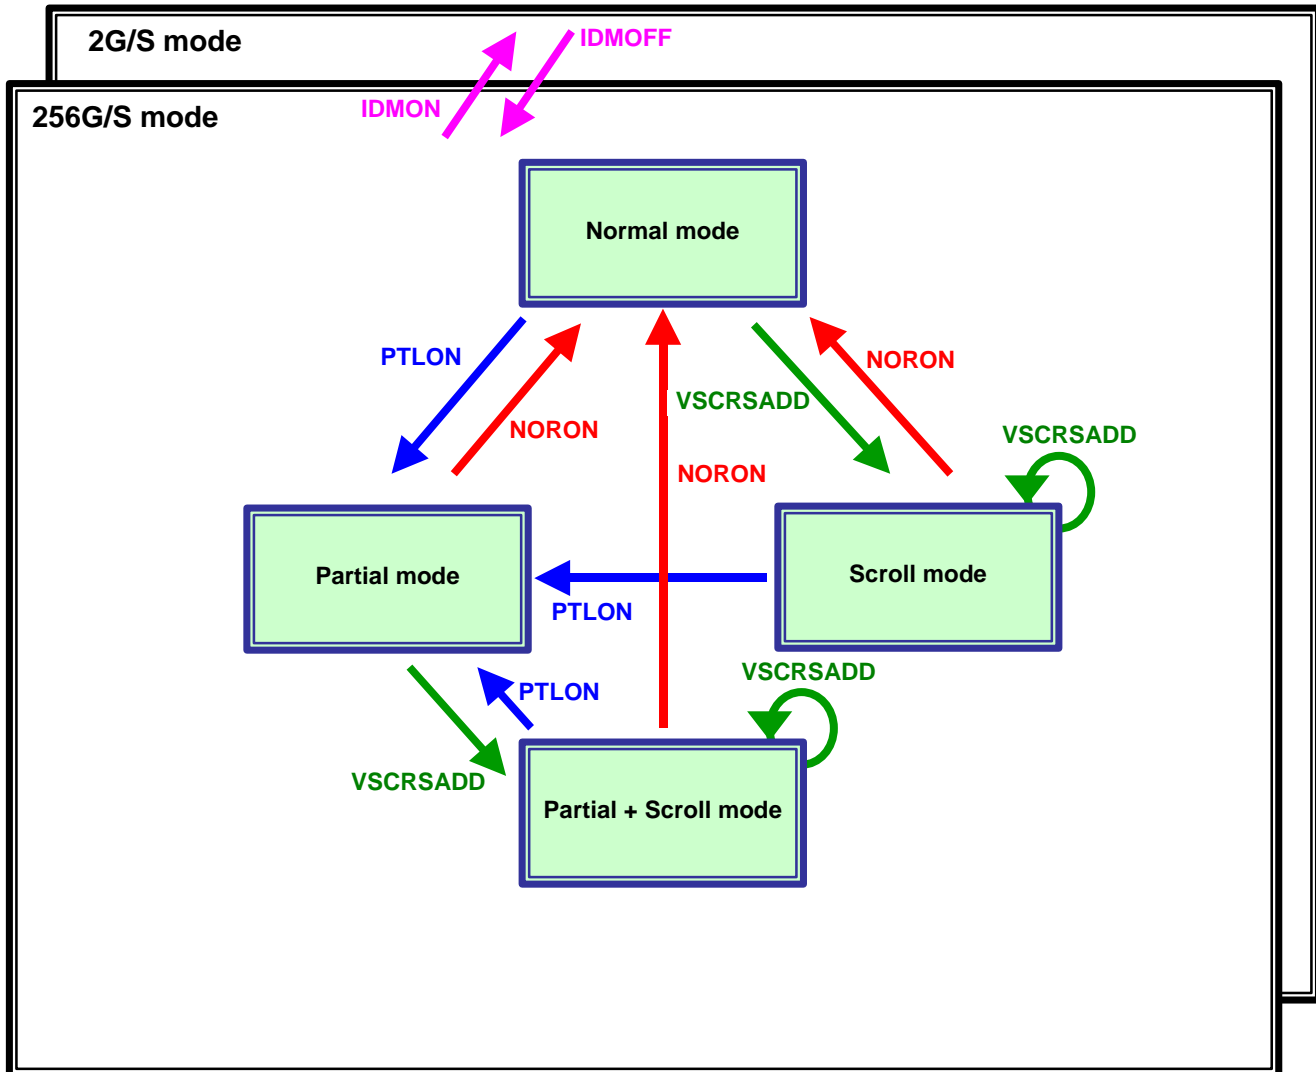 2G/S mode
IDMOFF
IDMON
256G/S mode
Normal mode
PTLON
NORON
VSCRSADD
NORON
VSCRSADD
NORON
Partial mode
Scroll mode
PTLON
VSCRSADD
PTLON
VSCRSADD
Partial + Scroll mode